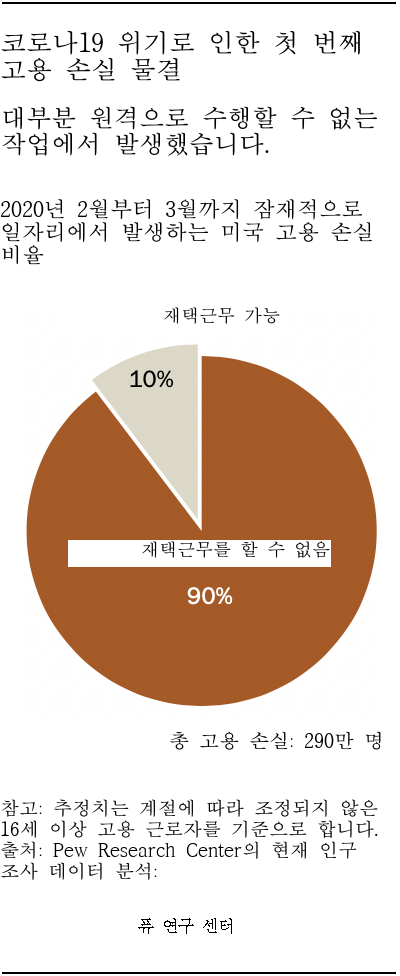 코로나19 위기로 인한 첫 번째
고용 손실 물결
대부분 원격으로 수행할 수 없는
작업에서 발생했습니다.
2020년 2월부터 3월까지 잠재적으로
일자리에서 발생하는 미국 고용 손실
비율
재택근무 가능
10%
재택근무를 할 수 없음
90%
총 고용 손실: 290만 명
참고: 추정치는 계절에 따라 조정되지 않은
16세 이상 고용 근로자를 기준으로 합니다.
출처: Pew Research Center의 현재 인구
조사 데이터 분석:
퓨 연구 센터